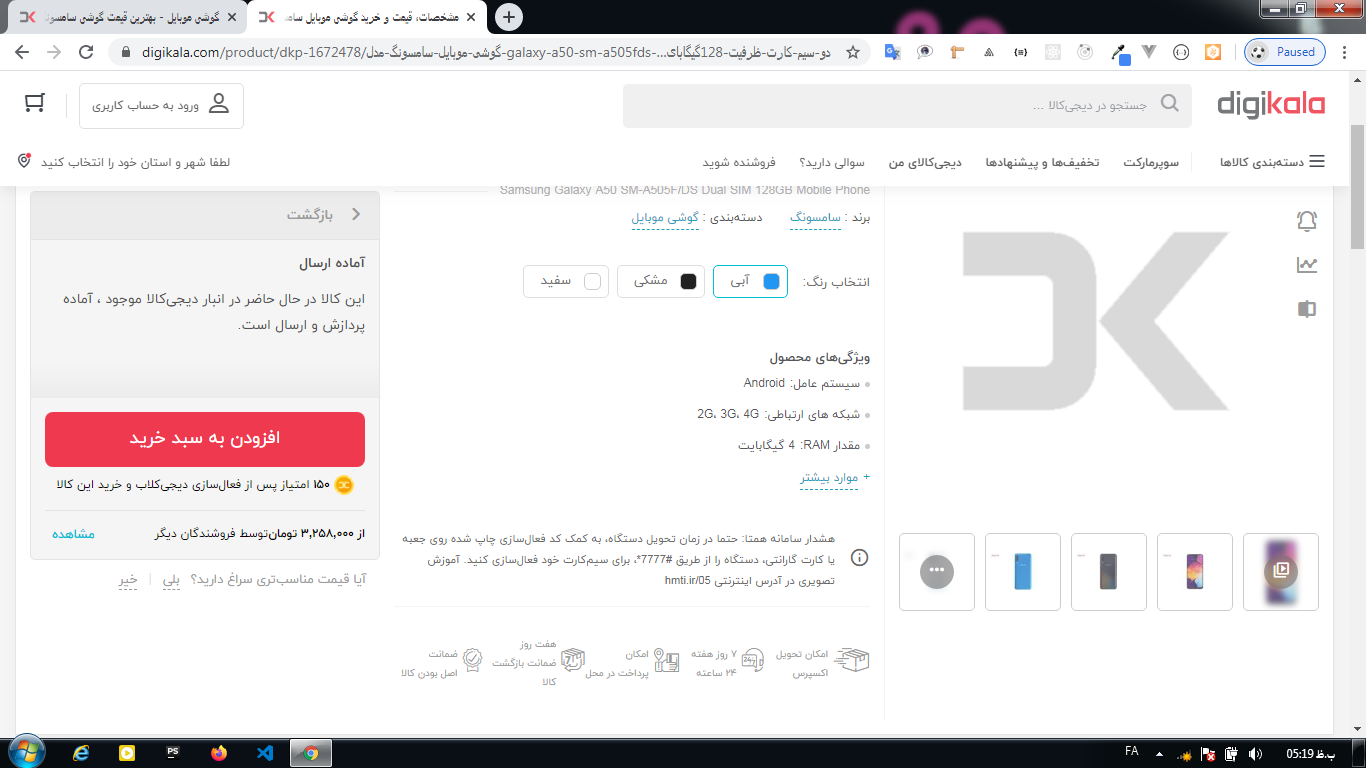 گوشی موبایل - بهترین قیمت گوشی سامسونگ
مشخصات، قیمت و خرید گوشی موبایل سامس
digikala.com/product/dkp-1672478/گوشی-موبایل-سامسونگ-مدل-galaxy-a50-sm-a505fds-...دو-سیم-کارت-ظرفیت-128گیگابای
Paused
digikala
جستجو در دیجی‌کالا ...
ورود به حساب کاربری
دسته‌بندی کالاها
سوپرمارکت
تخفیف‌ها و پیشنهادها
دیجی‌کالای من
سوالی دارید؟
فروشنده شوید
لطفا شهر و استان خود را انتخاب کنید
Samsung Galaxy A50 SM-A505F/DS Dual SIM 128GB Mobile Phone
برند : سامسونگ
دسته‌بندی : گوشی موبایل
انتخاب رنگ:
آبی
مشکی
سفید
ویژگی‌های محصول
سیستم عامل: Android
شبکه های ارتباطی: 2G، 3G، 4G
مقدار RAM: 4 گیگابایت
+ موارد بیشتر
هشدار سامانه همتا: حتما در زمان تحویل دستگاه، به کمک کد فعال‌سازی چاپ شده روی جعبه
یا کارت گارانتی، دستگاه را از طریق #7777*، برای سیم‌کارت خود فعال‌سازی کنید. آموزش
تصویری در آدرس اینترنتی hmti.ir/05
امکان تحویل
اکسپرس
24/7
۷ روز هفته
۲۴ ساعته
امکان
پرداخت در محل
هفت روز
ضمانت بازگشت
کالا
ضمانت
اصل بودن کالا
بازگشت
آماده ارسال
این کالا در حال حاضر در انبار دیجی‌کالا موجود ، آماده
پردازش و ارسال است.
افزودن به سبد خرید
۱۵۰ امتیاز پس از فعال‌سازی دیجی‌کلاب و خرید این کالا
از ۳,۲۵۸,۰۰۰ تومان توسط فروشندگان دیگر
مشاهده
آیا قیمت مناسب‌تری سراغ دارید؟
بلی | خیر
PS
FA
05:19 ب.ظ